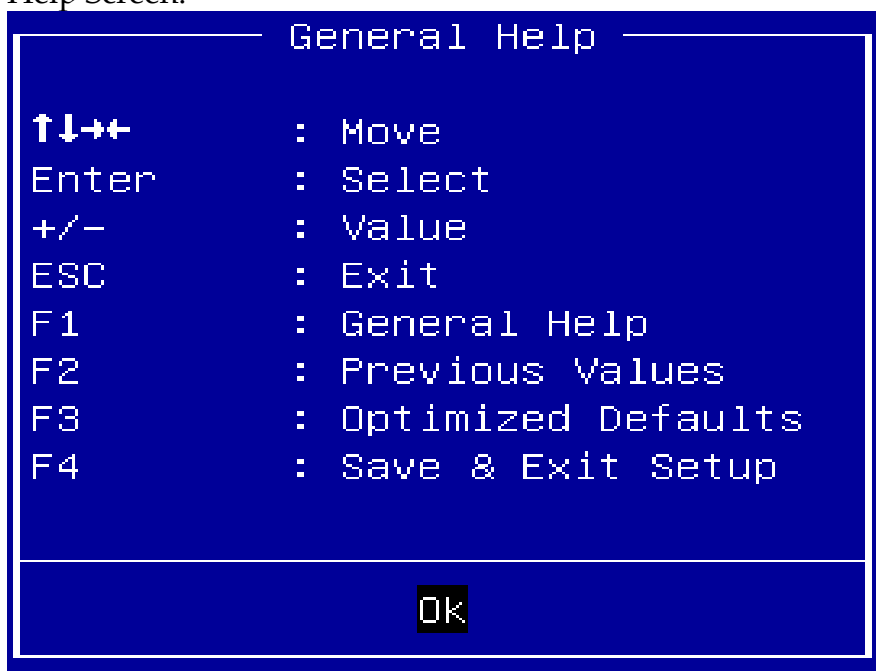 Help Screen.
General Help
↑↓→← : Move
Enter : Select
+/- : Value
ESC : Exit
F1 : General Help
F2 : Previous Values
F3 : Optimized Defaults
F4 : Save & Exit Setup
Ok